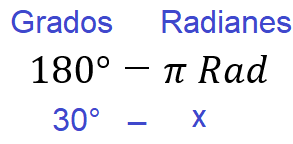 Grados Radianes
180° − π Rad
30° – x